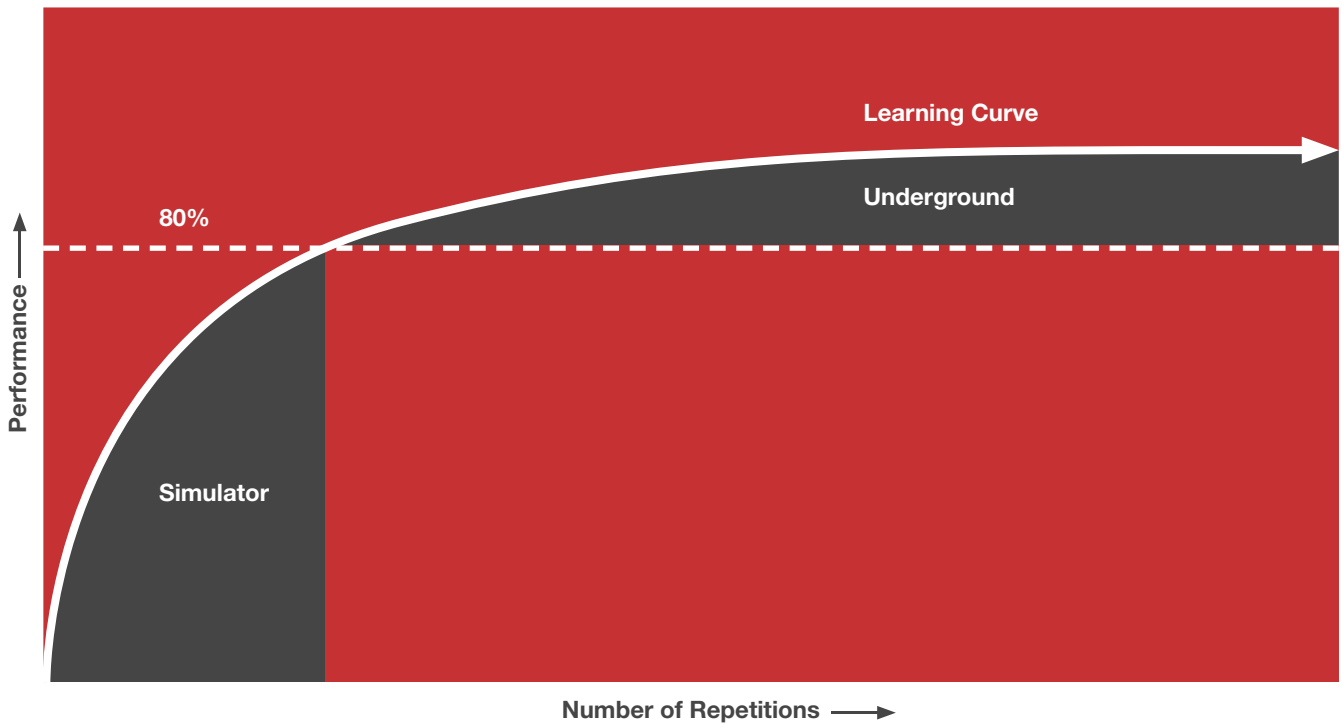 Learning Curve
Underground
80%
Performance
Simulator
Number of Repetitions